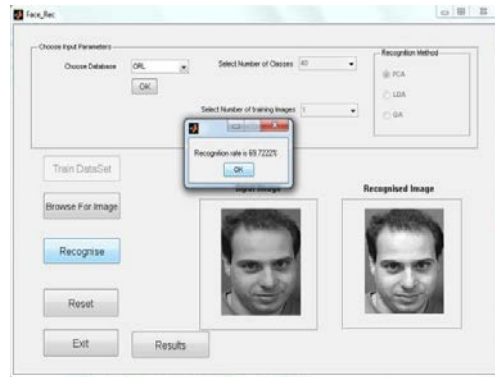 Face_Rec
Choose Input Parameters
Choose Database
ORL
OK
Select Number of Classes
40
Select Number of training Images
1
Recognition Method
PCA
LDA
GA
Recognition rate is 69.7222%
OK
Train DataSet
Browse For Image
Input Image
Recognised Image
Recognise
Reset
Exit
Results